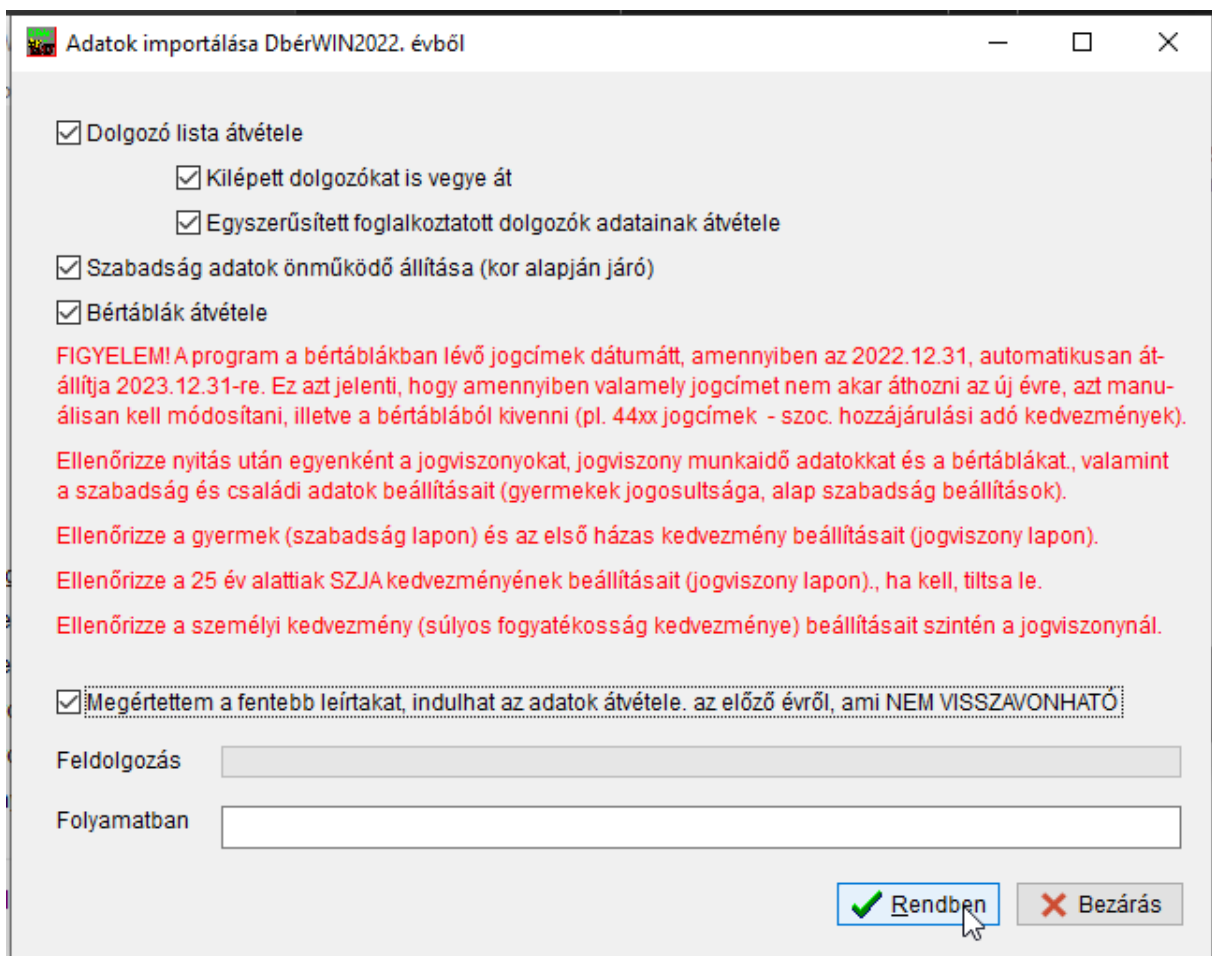 Adatok importálása DbérWIN2022. évből
Dolgozó lista átvétele
Kilépett dolgozókat is vegye át
Egyszerűsített foglalkoztatott dolgozók adatainak átvétele
Szabadság adatok önműködő állítása (kor alapján járó)
Bértáblák átvétele
FIGYELEM! A program a bértáblákban lévő jogcímek dátumátt, amennyiben az 2022.12.31, automatikusan át-
állítja 2023.12.31-re. Ez azt jelenti, hogy amennyiben valamely jogcímet nem akar áthozni az új évre, azt manu-
álisan kell módosítani, illetve a bértáblából kivenni (pl. 44xx jogcímek - szoc. hozzájárulási adó kedvezmények).
Ellenőrizze nyitás után egyenként a jogviszonyokat, jogviszony munkaidő adatokkat és a bértáblákat., valamint
a szabadság és családi adatok beállításait (gyermekek jogosultsága, alap szabadság beállítások).
Ellenőrizze a gyermek (szabadság lapon) és az első házas kedvezmény beállításait (jogviszony lapon).
Ellenőrizze a 25 év alattiak SZJA kedvezményének beállításait (jogviszony lapon)., ha kell, tiltsa le.
Ellenőrizze a személyi kedvezmény (súlyos fogyatékosság kedvezménye) beállításait szintén a jogviszonynál.
Megértettem a fentebb leírtakat, indulhat az adatok átvétele. az előző évről, ami NEM VISSZAVONHATÓ
Feldolgozás
Folyamatban
Rendben
Bezárás